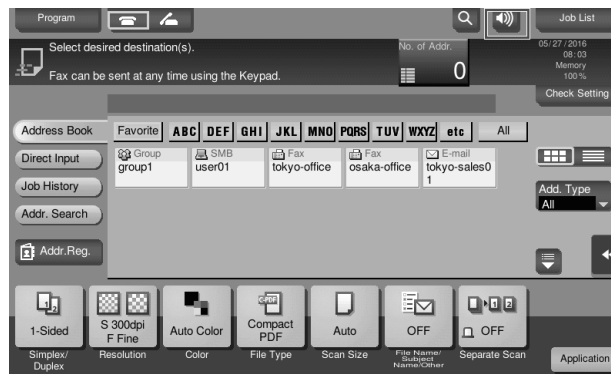 Program
Job List
Select desired destination(s).
Fax can be sent at any time using the Keypad.
No. of Addr.
0
05/27/2016
08:03
Memory
100%
Check Setting
Address Book
Favorite ABC DEF GHI JKL MNO PQRS TUV WXYZ etc All
Direct Input
Job History
Addr. Search
Addr.Reg.
Group
group1
SMB
user01
Fax
tokyo-office
Fax
osaka-office
E-mail
tokyo-sales0
1
Add. Type
All
1-Sided
Simplex/
Duplex
S 300dpi
F Fine
Resolution
Auto Color
Color
CPDF
Compact
PDF
File Type
Auto
Scan Size
OFF
File Name/
Subject
Name/Other
OFF
Separate Scan
Application